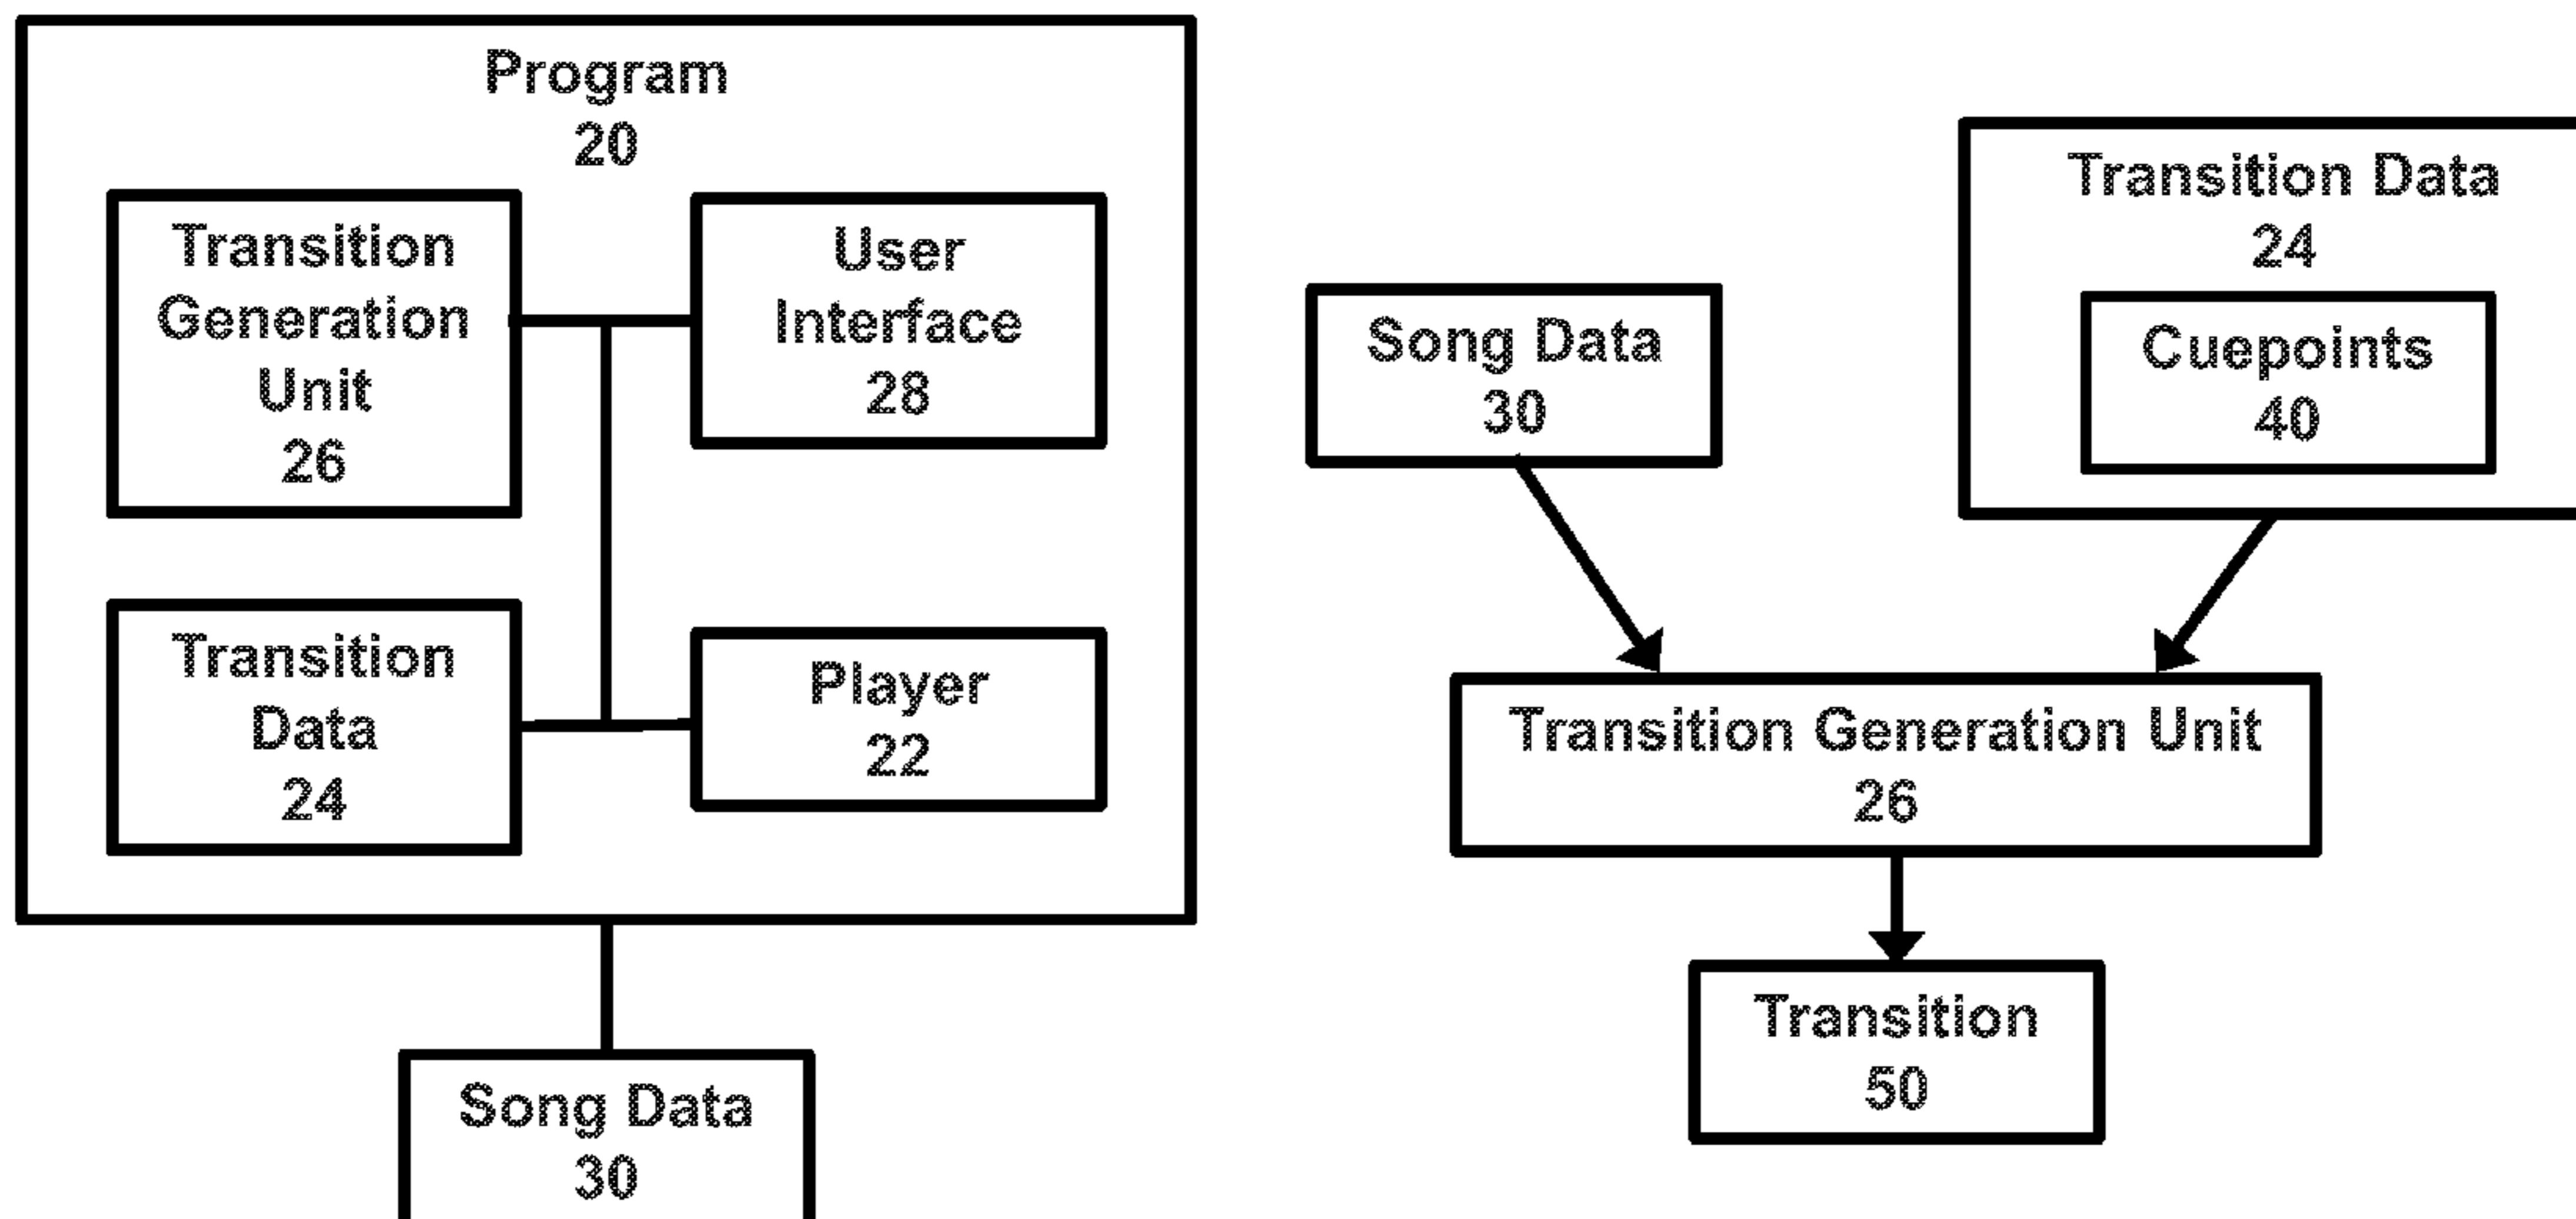 Program
20
Transition
Generation
Unit
26
User
Interface
28
Transition
Data
24
Player
22
Song Data
30
Transition Data
24
Song Data
30
Cuepoints
40
Transition Generation Unit
26
Transition
50